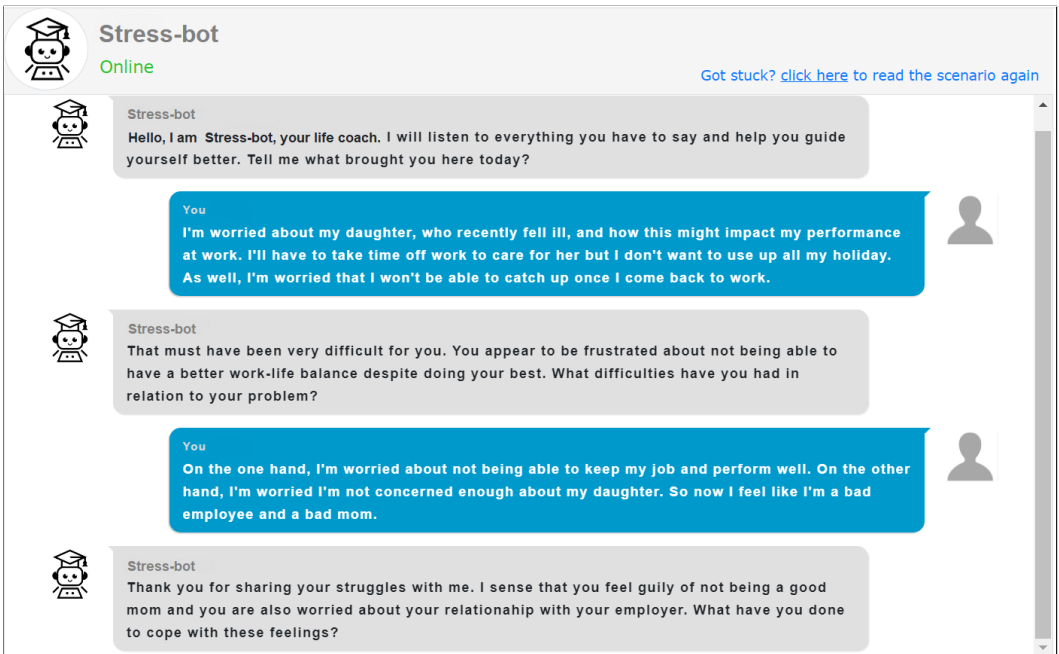 Stress-bot
Online
Got stuck? click here to read the scenario again
Stress-bot
Hello, I am Stress-bot, your life coach. I will listen to everything you have to say and help you guide
yourself better. Tell me what brought you here today?
You
I'm worried about my daughter, who recently fell ill, and how this might impact my performance
at work. I'll have to take time off work to care for her but I don't want to use up all my holiday.
As well, I'm worried that I won't be able to catch up once I come back to work.
Stress-bot
That must have been very difficult for you. You appear to be frustrated about not being able to
have a better work-life balance despite doing your best. What difficulties have you had in
relation to your problem?
You
On the one hand, I'm worried about not being able to keep my job and perform well. On the other
hand, I'm worried I'm not concerned enough about my daughter. So now I feel like I'm a bad
employee and a bad mom.
Stress-bot
Thank you for sharing your struggles with me. I sense that you feel guily of not being a good
mom and you are also worried about your relationahip with your employer. What have you done
to cope with these feelings?